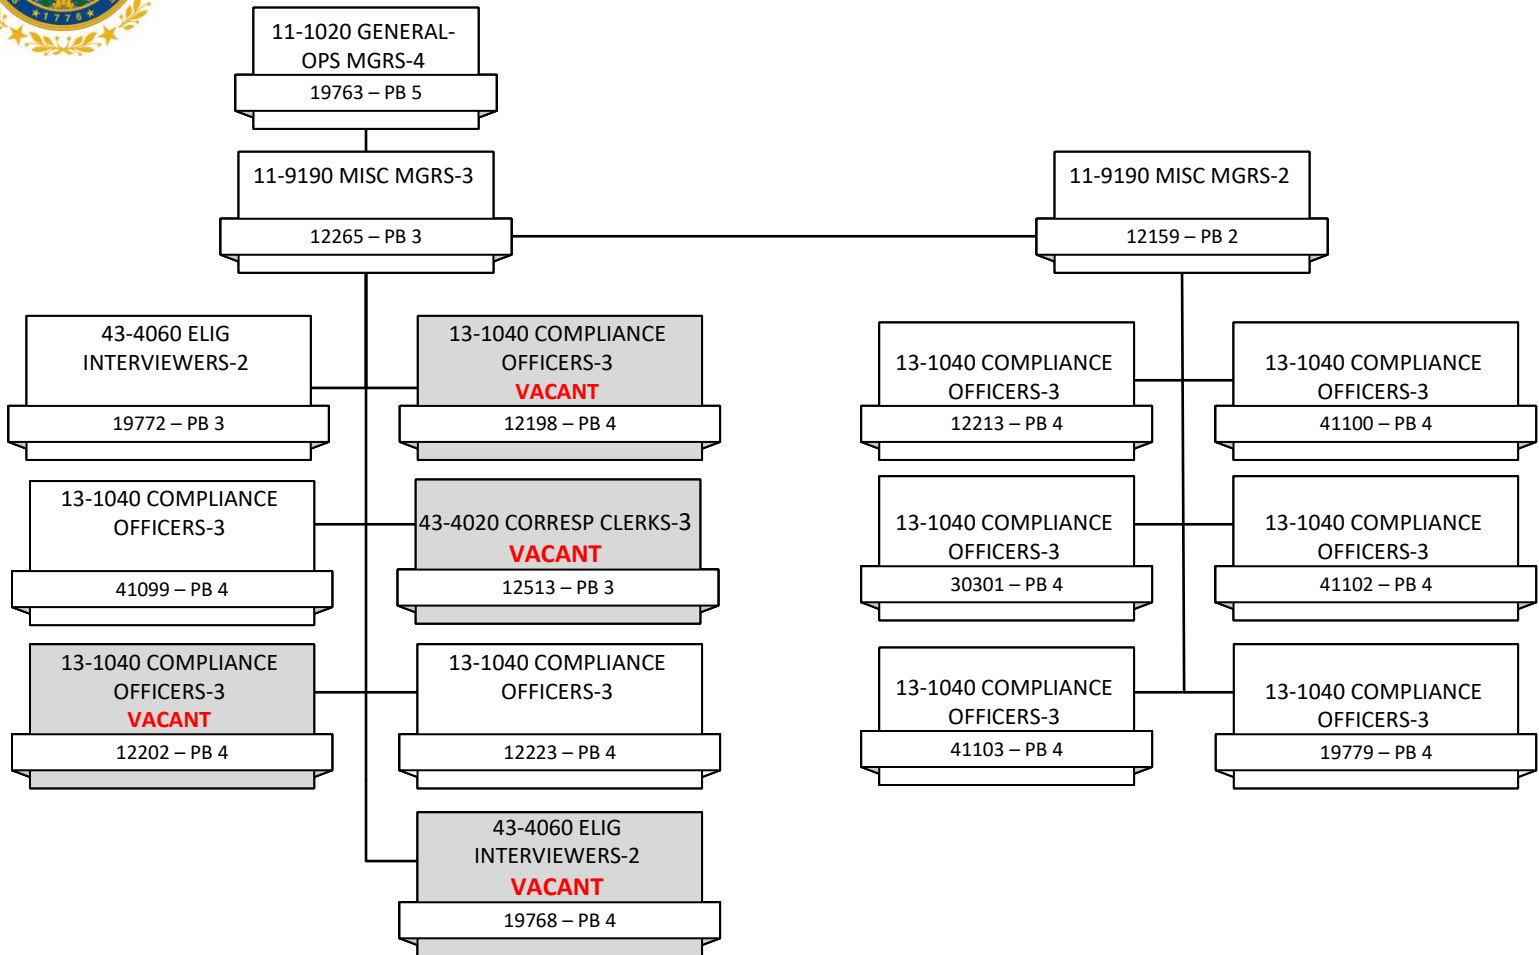 ★1776★
11-1020 GENERAL-
OPS MGRS-4
19763 – PB 5
11-9190 MISC MGRS-3
12265 – PB 3
11-9190 MISC MGRS-2
12159 – PB 2
43-4060 ELIG
INTERVIEWERS-2
19772 – PB 3
13-1040 COMPLIANCE
OFFICERS-3
VACANT
12198 – PB 4
13-1040 COMPLIANCE
OFFICERS-3
12213 – PB 4
13-1040 COMPLIANCE
OFFICERS-3
41100 – PB 4
13-1040 COMPLIANCE
OFFICERS-3
41099 – PB 4
43-4020 CORRESP CLERKS-3
VACANT
12513 – PB 3
13-1040 COMPLIANCE
OFFICERS-3
30301 – PB 4
13-1040 COMPLIANCE
OFFICERS-3
41102 – PB 4
13-1040 COMPLIANCE
OFFICERS-3
VACANT
12202 – PB 4
13-1040 COMPLIANCE
OFFICERS-3
12223 – PB 4
13-1040 COMPLIANCE
OFFICERS-3
41103 – PB 4
13-1040 COMPLIANCE
OFFICERS-3
19779 – PB 4
43-4060 ELIG
INTERVIEWERS-2
VACANT
19768 – PB 4